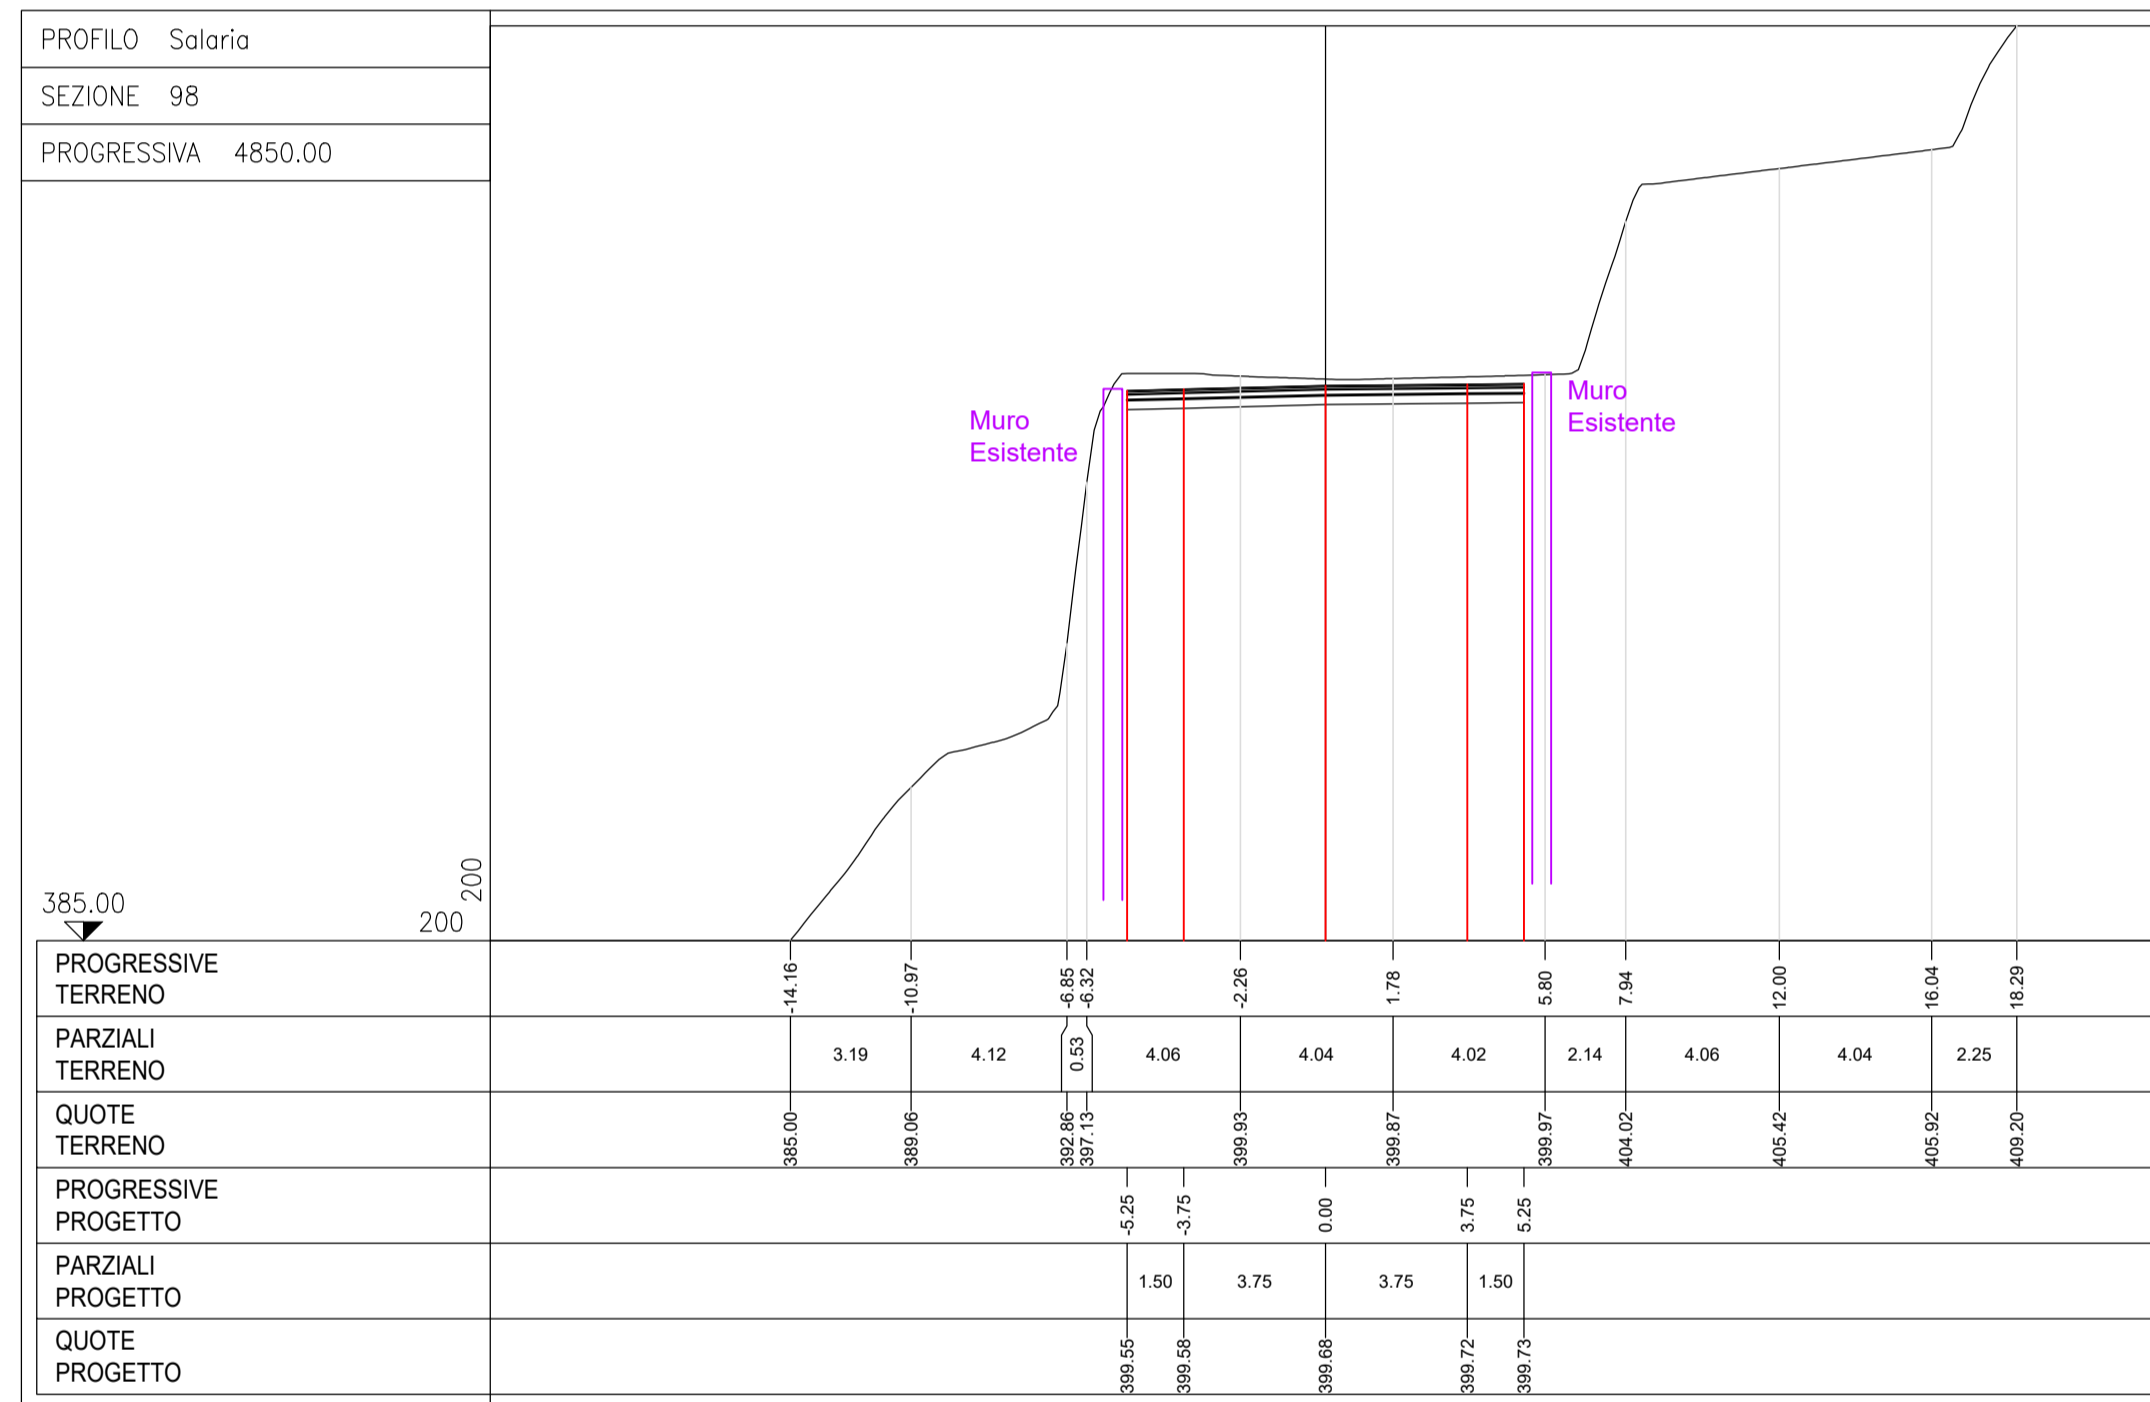 PROFILO Salaria
SEZIONE 98
PROGRESSIVA 4850.00
Muro
Esistente
Muro
Esistente
385.00
200
200
PROGRESSIVE
TERRENO
-14.16 -10.97 -6.85 -6.32 -2.26 1.78 5.80 7.94 12.00 16.04 18.29
PARZIALI
TERRENO
3.19 4.12 0.53 4.06 4.04 4.02 2.14 4.06 4.04 2.25
QUOTE
TERRENO
385.00 389.06 392.86 397.13 399.93 399.87 399.97 404.02 405.42 405.92 409.20
PROGRESSIVE
PROGETTO
-5.25 -3.75 0.00 3.75 5.25
PARZIALI
PROGETTO
1.50 3.75 3.75 1.50
QUOTE
PROGETTO
399.55 399.58 399.68 399.72 399.73